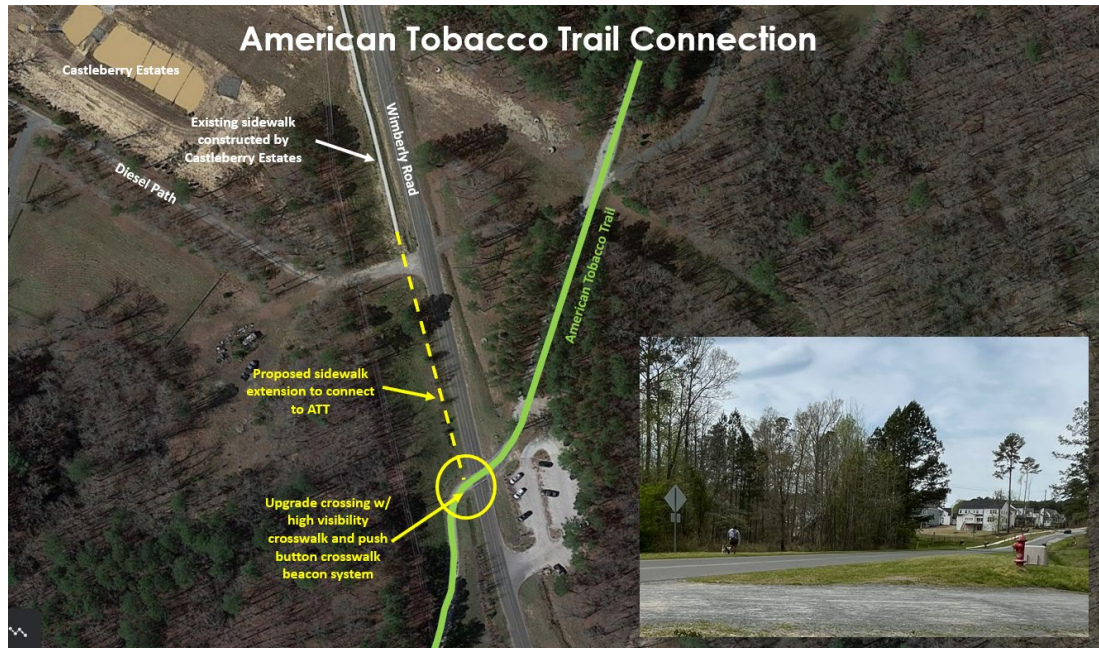 American Tobacco Trail Connection
Castleberry Estates
Existing sidewalk
constructed by
Castleberry Estates
Wimberly Road
Diesel Path
American Tobacco Trail
Proposed sidewalk
extension to connect
to ATT
Upgrade crossing w/
high visibility
crosswalk and push
button crosswalk
beacon system